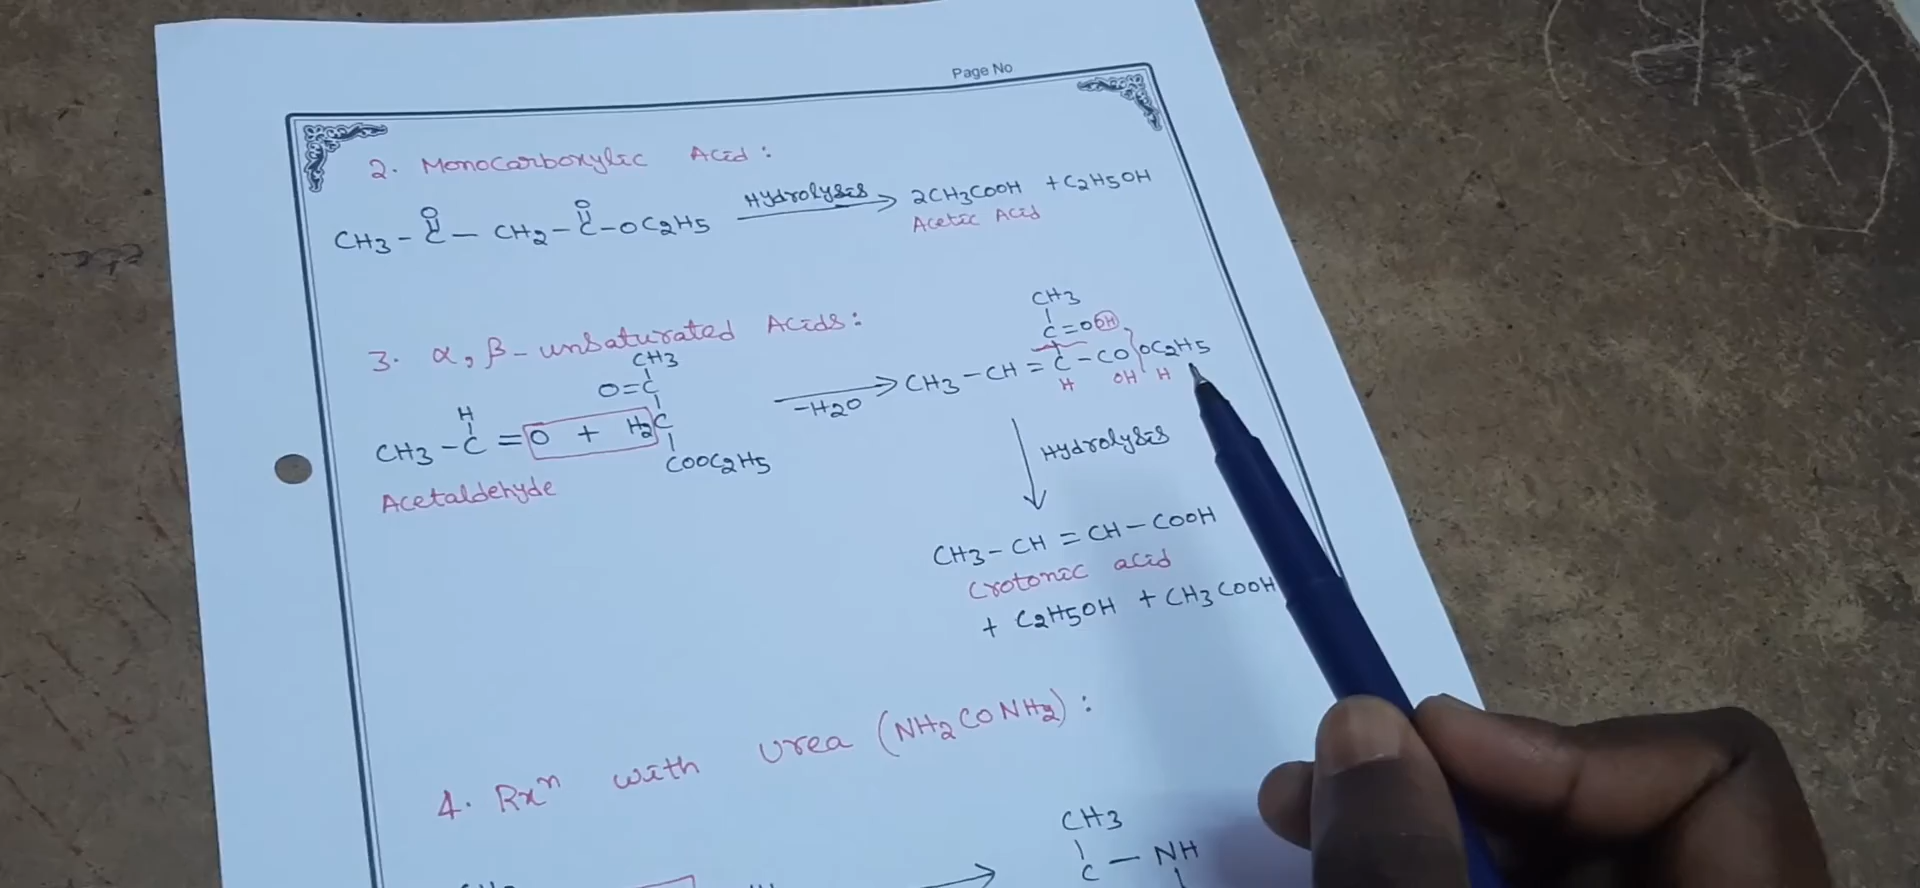 Page No
2. Monocarboxylic Acid:
CH3 - C - CH2 - C - OC2H5 Hydrolysis 2CH3COOH + C2H5OH
O O
Acetic Acid
3. α, β - unsaturated Acids:
CH3
O=C
H
CH3 - C = O + H2C
COOC2H5
Acetaldehyde
-H2O
CH3
C=O OH
CH3 - CH = C - CO OC2H5
H OH H
Hydrolysis
CH3 - CH = CH - COOH
Crotonic acid
+ C2H5OH + CH3COOH
4. Rxn with urea (NH2CONH2):
CH3
C - NH